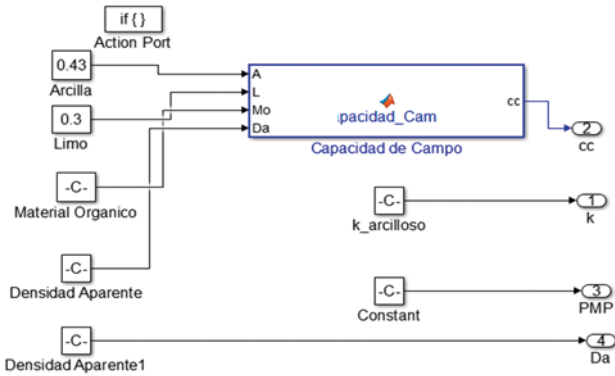 if { }
Action Port
0.43
Arcilla
0.3
Limo
-C-
Material Organico
-C-
Densidad Aparente
-C-
Densidad Aparente1
A
L
Mo
Da
pacidad_Cam
cc
Capacidad de Campo
2
cc
-C-
k_arcilloso
1
k
-C-
Constant
3
PMP
4
Da